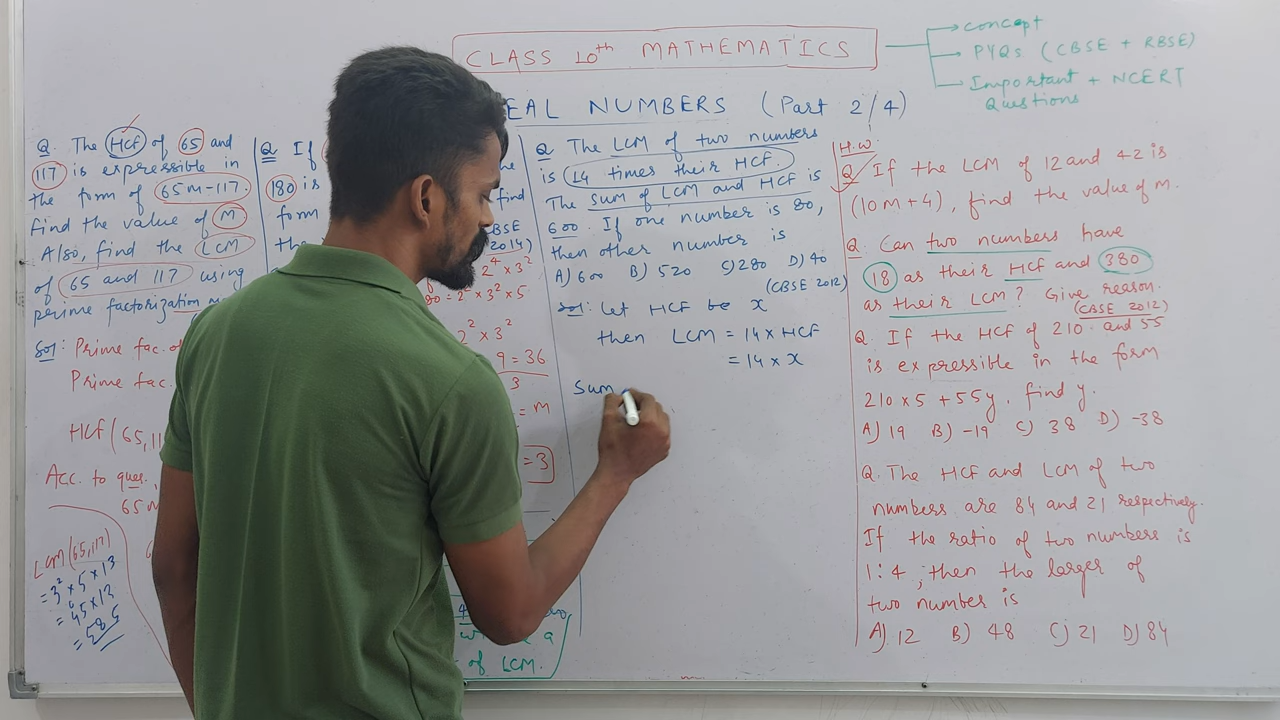 CLASS 10th MATHEMATICS
concept
PYQs (CBSE + RBSE)
Important + NCERT
Qustions
EAL NUMBERS (Part 2/4)
Q. The HCF of 65 and
117 is expressible in
the form of 65m-117.
find the value of M
Also, find the LCM
of 65 and 117 using
perime factorization
Sol: Prime fac.
Prime fac.
HCF (65,11
Acc. to ques.
65
LCM (65,117)
= 3² × 5 × 13
= 45 × 13
= 585
Q If
180 is
form
the
find
CBSE
2014)
2⁴ × 3²
80 = 2² × 3² × 5
2² × 3²
9 = 36
3
= m
= 3
of LCM.
Q The LCM of two numbers
is 14 times their HCF.
The sum of LCM and HCF is
600. If one number is 80,
then other number is
A) 600 B) 520 C) 280 D) 40
(CBSE 2012)
Sol: Let HCF be x
then LCM = 14 × HCF
= 14 × x
Sum
H.W.
Q If the LCM of 12 and 42 is
(10m+4), find the value of m.
Q. Can two numbers have
18 as their HCF and 380
as their LCM? Give reason.
(CBSE 2012)
Q. If the HCF of 210 and 55
is expressible in the form
210 × 5 + 55y, find y.
A) 19 B) -19 C) 38 D) -38
Q. The HCF and LCM of two
numbers are 84 and 21 respectively.
If the ratio of two numbers is
1:4, then the larger of
two number is
A) 12 B) 48 C) 21 D) 84